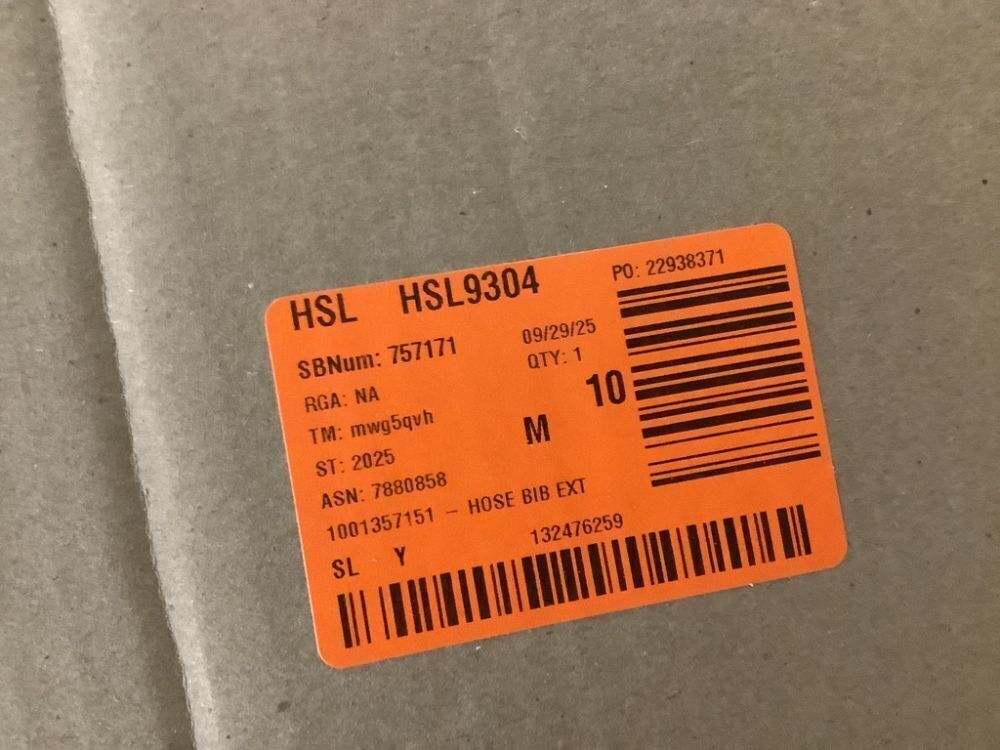 HSL HSL9304
PO: 22938371
SBNum: 757171
09/29/25
QTY: 1
RGA: NA
10
TM: mwg5qvh
M
ST: 2025
ASN: 7880858
1001357151 – HOSE BIB EXT
SL Y
132476259